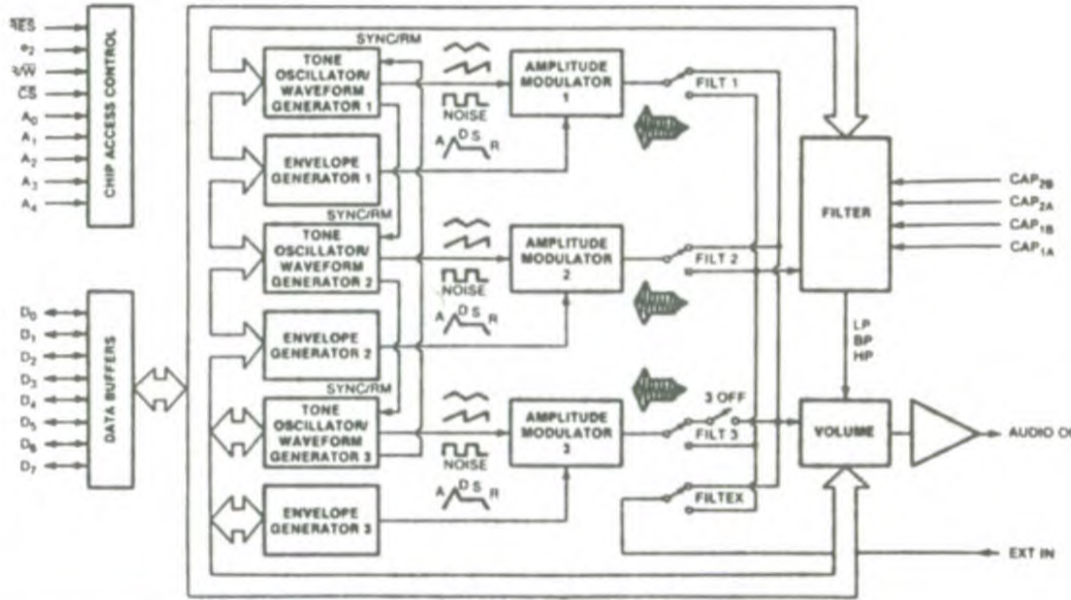 RES
φ2
R/W
CS
A0
A1
A2
A3
A4
CHIP ACCESS CONTROL
D0
D1
D2
D3
D4
D5
D6
D7
DATA BUFFERS
SYNC/RM
TONE
OSCILLATOR/
WAVEFORM
GENERATOR 1
NOISE
A D S R
AMPLITUDE
MODULATOR
1
FILT 1
ENVELOPE
GENERATOR 1
SYNC/RM
TONE
OSCILLATOR/
WAVEFORM
GENERATOR 2
NOISE
A D S R
AMPLITUDE
MODULATOR
2
FILT 2
ENVELOPE
GENERATOR 2
SYNC/RM
TONE
OSCILLATOR/
WAVEFORM
GENERATOR 3
NOISE
A D S R
AMPLITUDE
MODULATOR
3
3 OFF
FILT 3
ENVELOPE
GENERATOR 3
FILTEX
FILTER
CAP2B
CAP2A
CAP1B
CAP1A
LP
BP
HP
VOLUME
AUDIO O
EXT IN